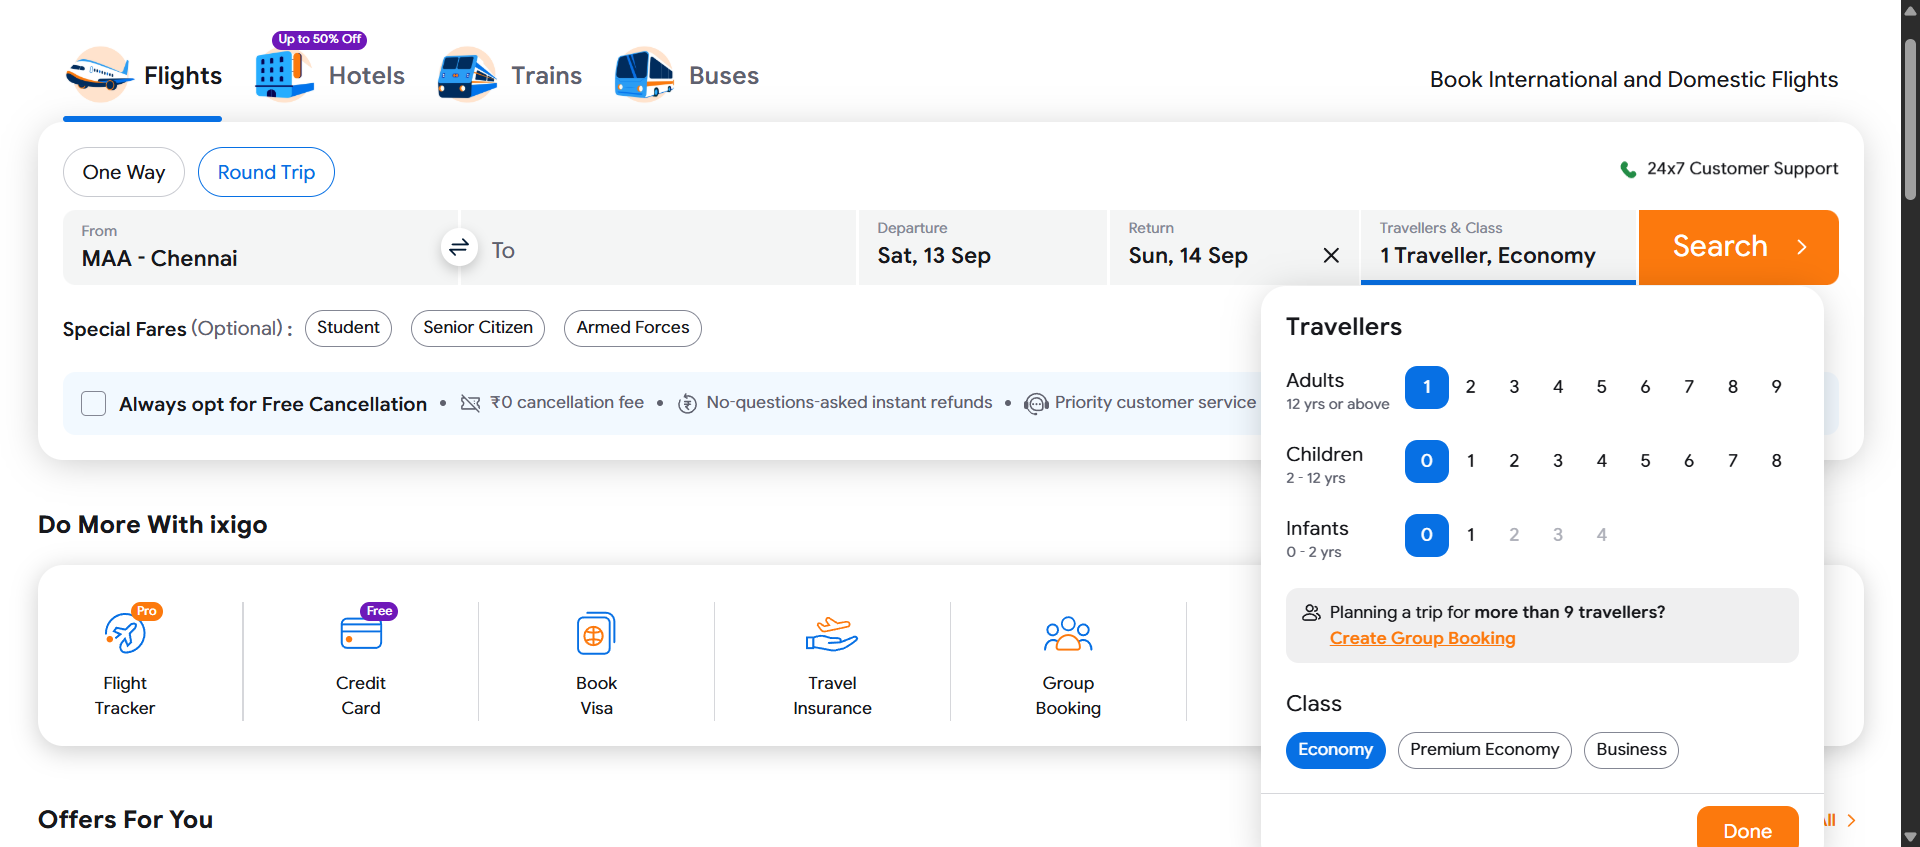 Up to 50% Off
Flights
Hotels
Trains
Buses
Book International and Domestic Flights
One Way
Round Trip
24x7 Customer Support
From
MAA - Chennai
To
Departure
Sat, 13 Sep
Return
Sun, 14 Sep
Travellers & Class
1 Traveller, Economy
Search
Special Fares (Optional) :
Student
Senior Citizen
Armed Forces
Always opt for Free Cancellation • ₹0 cancellation fee • No-questions-asked instant refunds • Priority customer service
Travellers
Adults
12 yrs or above
1 2 3 4 5 6 7 8 9
Children
2 - 12 yrs
0 1 2 3 4 5 6 7 8
Infants
0 - 2 yrs
0 1 2 3 4
Planning a trip for more than 9 travellers?
Create Group Booking
Class
Economy
Premium Economy
Business
Done
Do More With ixigo
Pro
Flight
Tracker
Free
Credit
Card
Book
Visa
Travel
Insurance
Group
Booking
Offers For You